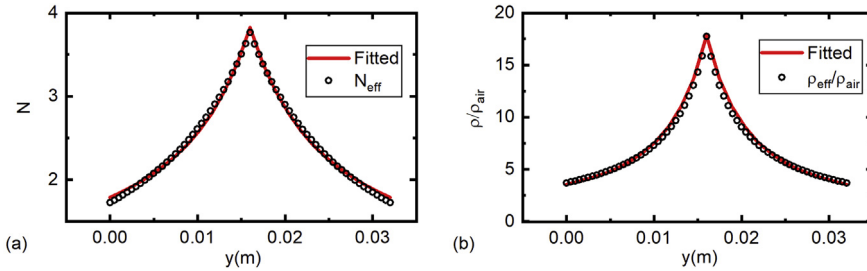 4
3
2
N
Fitted
N_eff
0.00 0.01 0.02 0.03
y(m)
(a)
20
15
10
5
0
ρ/ρ_air
Fitted
ρ_eff/ρ_air
0.00 0.01 0.02 0.03
y(m)
(b)